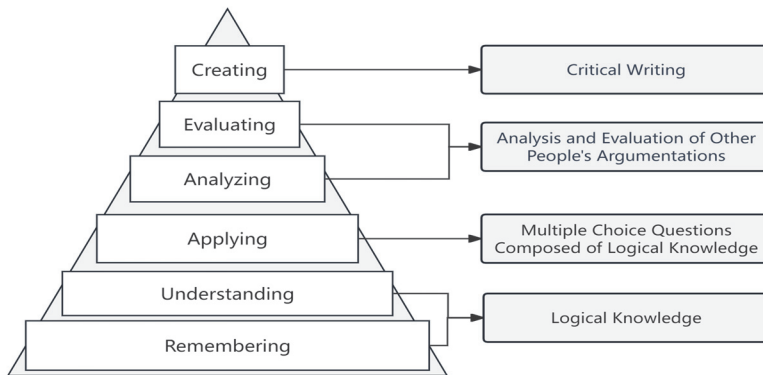 Creating
Critical Writing
Evaluating
Analysis and Evaluation of Other
People's Argumentations
Analyzing
Applying
Multiple Choice Questions
Composed of Logical Knowledge
Understanding
Logical Knowledge
Remembering